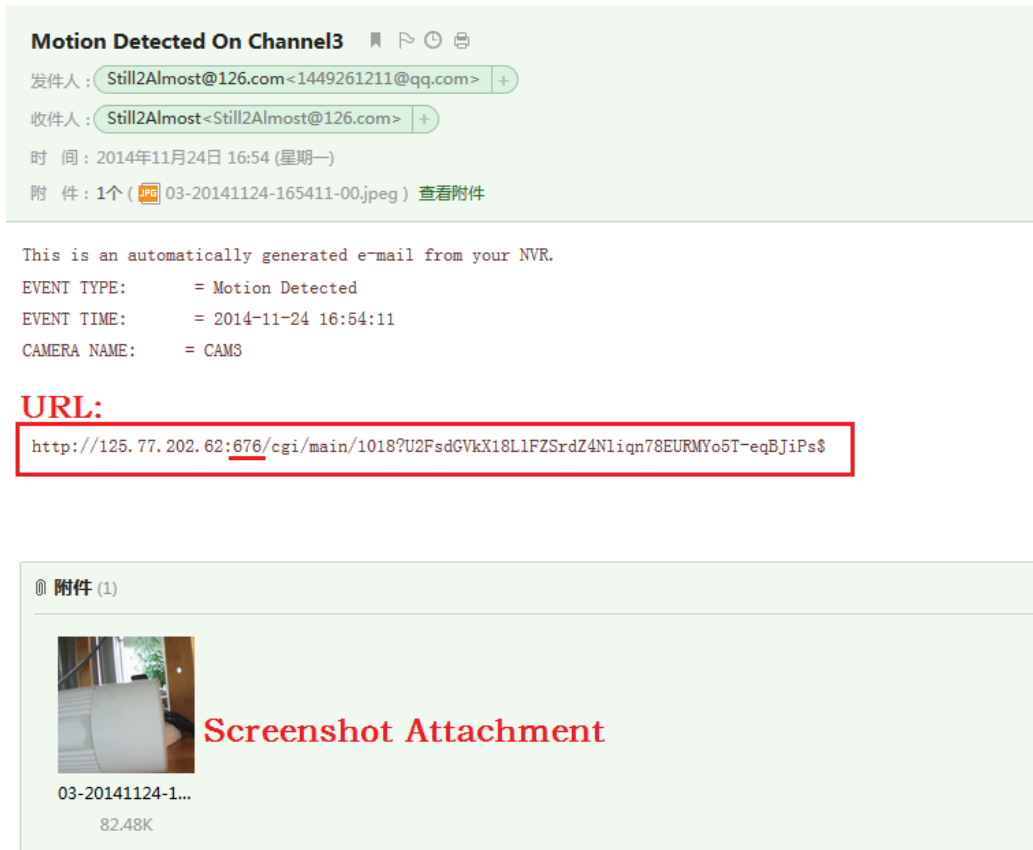 Motion Detected On Channel3
发件人：Still2Almost@126.com<1449261211@qq.com> +
收件人：Still2Almost<Still2Almost@126.com> +
时 间：2014年11月24日 16:54 (星期一)
附 件：1个 ( JPG 03-20141124-165411-00.jpeg ) 查看附件
This is an automatically generated e-mail from your NVR.
EVENT TYPE: = Motion Detected
EVENT TIME: = 2014-11-24 16:54:11
CAMERA NAME: = CAM3
URL:
http://125.77.202.62:676/cgi/main/1018?U2FsdGVkX18LlFZSrdZ4Nliqn78EURMYo5T-eqBJiPs$
附件 (1)
Screenshot Attachment
03-20141124-1...
82.48K